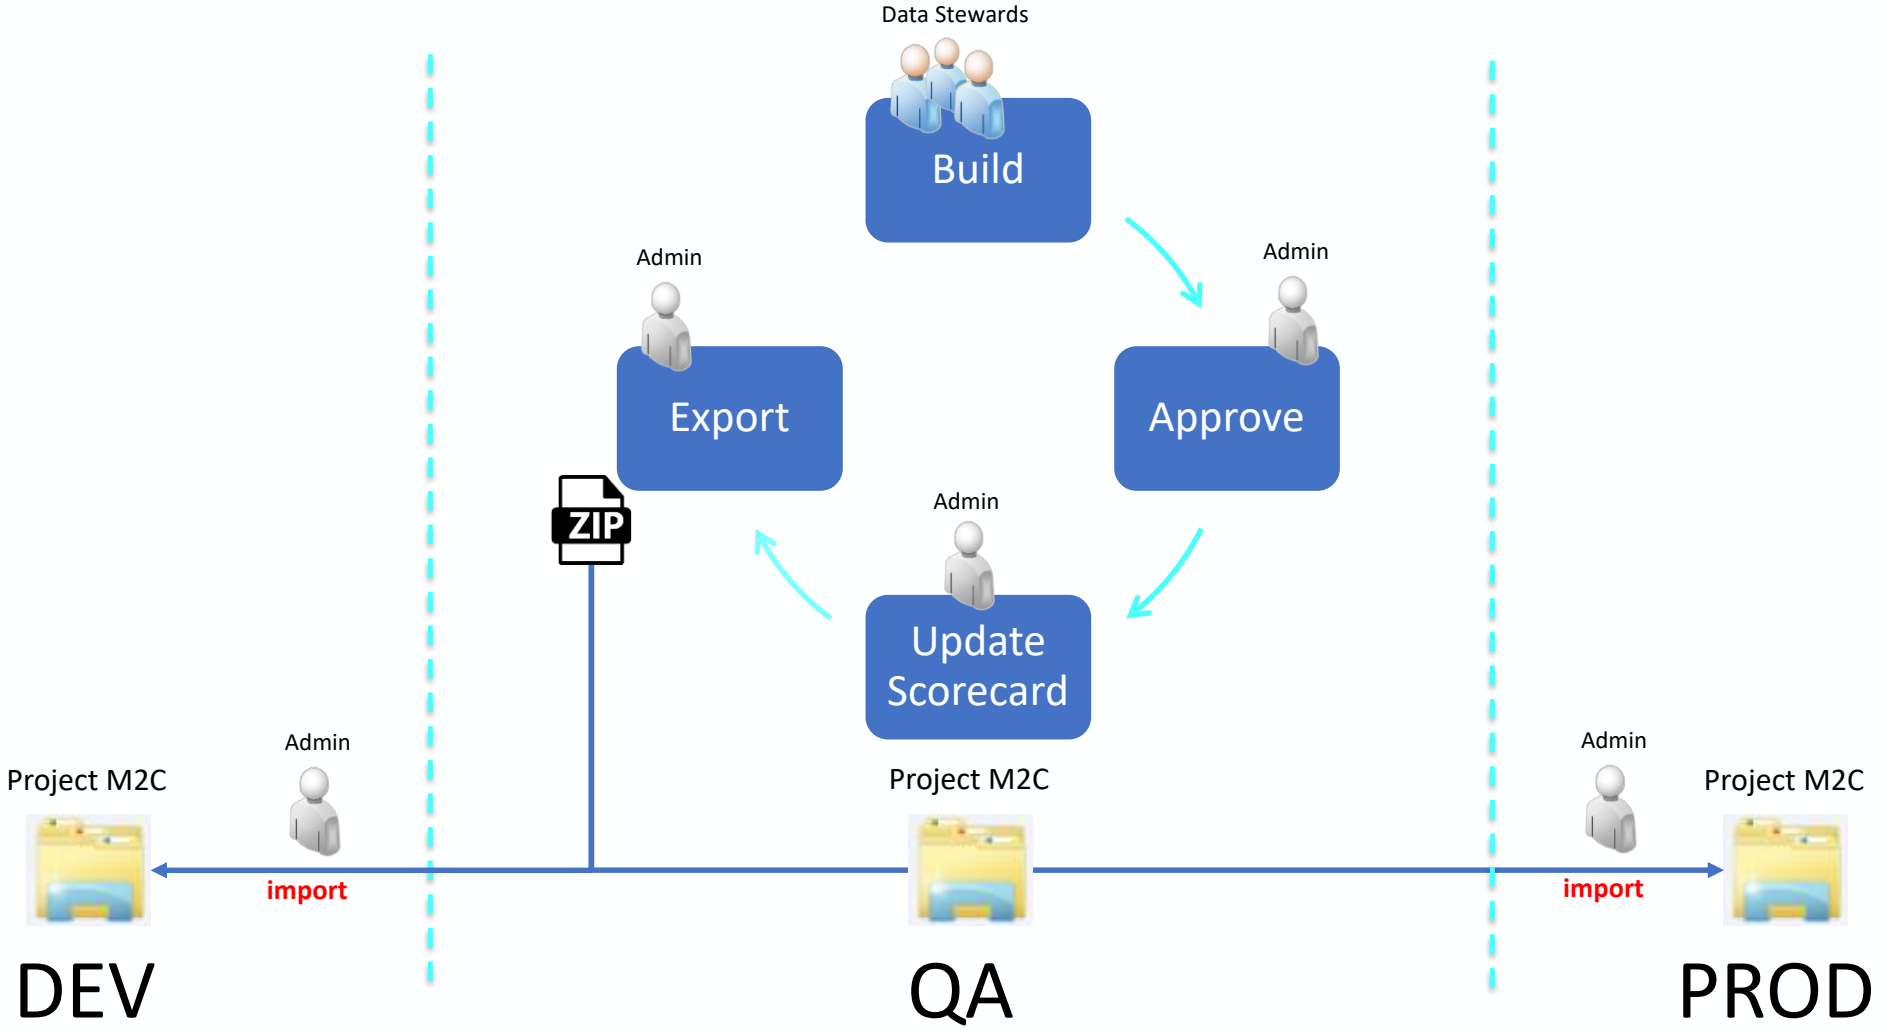 Data Stewards
Build
Admin
Admin
Export
Approve
ZIP
Admin
Update
Scorecard
Admin
Admin
Project M2C
Project M2C
Project M2C
import
import
DEV
QA
PROD